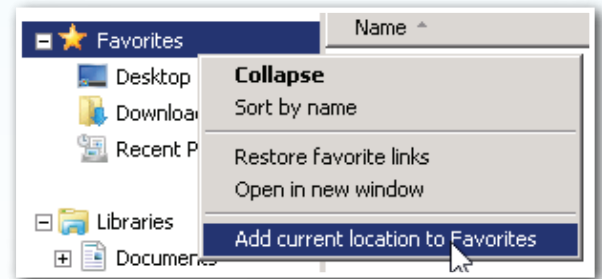 Name
Favorites
Desktop
Collapse
Sort by name
Restore favorite links
Open in new window
Add current location to Favorites
Libraries